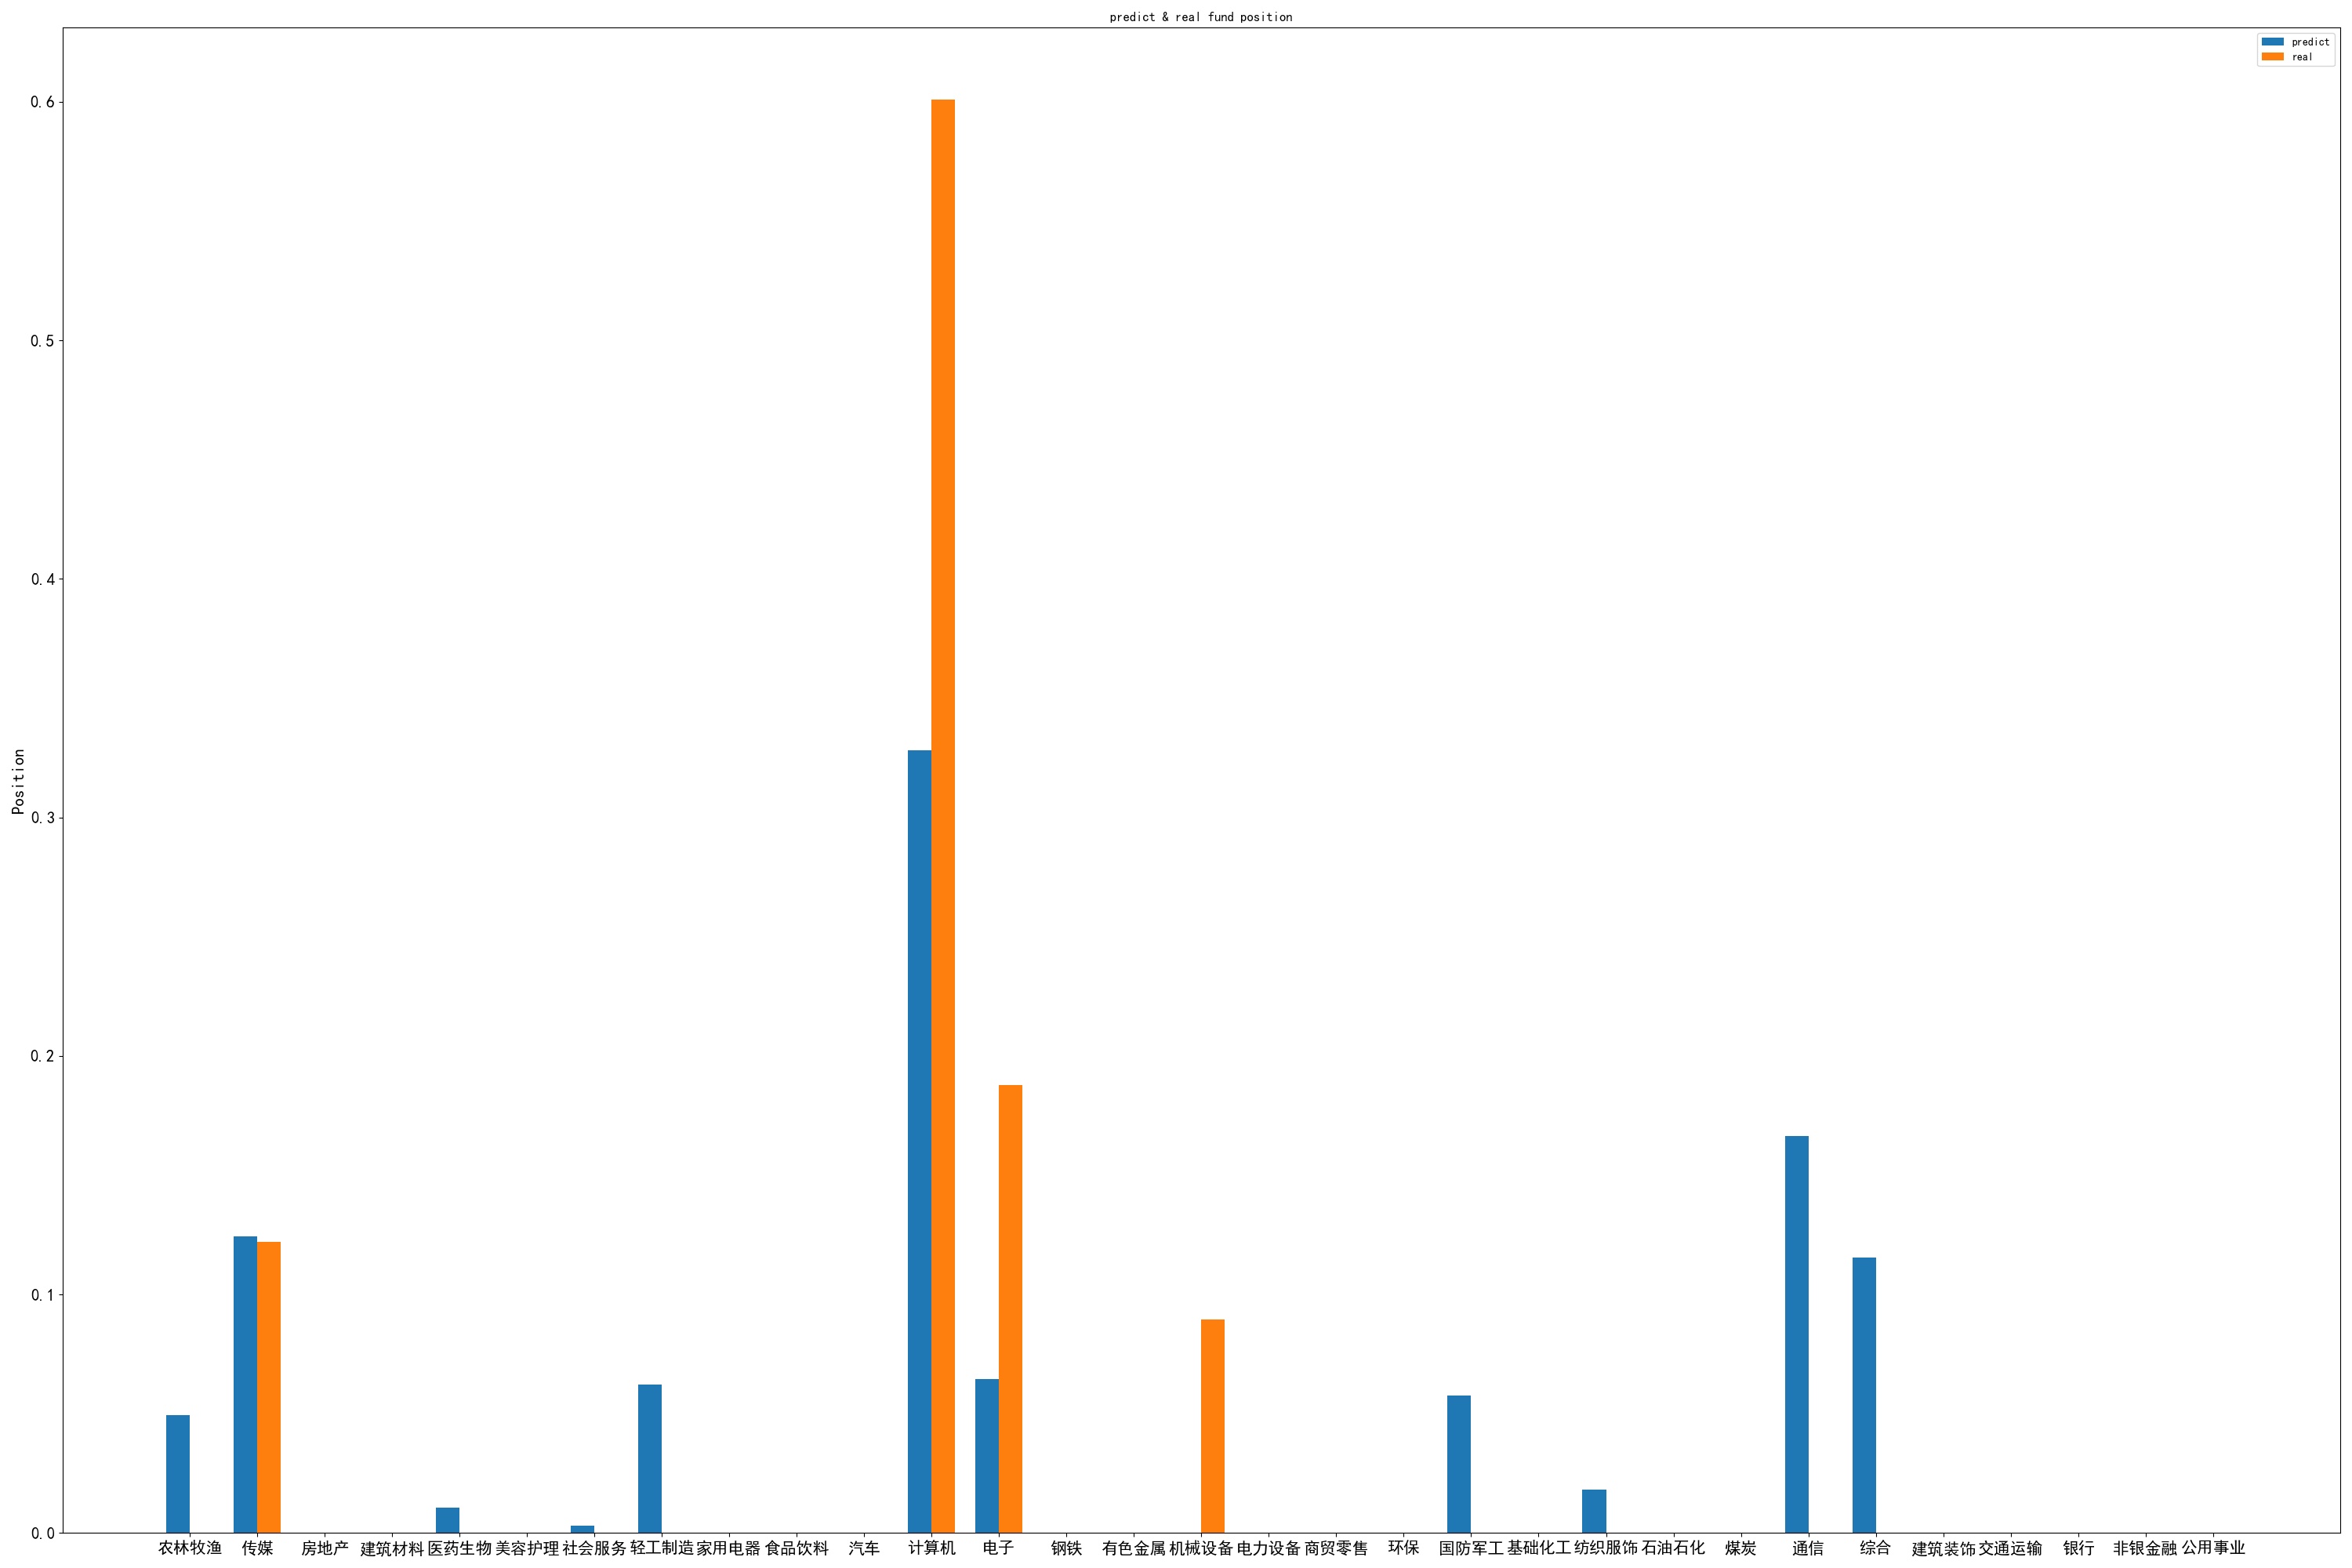 predict & real fund position
predict
real
0.6
0.5
0.4
0.3
0.2
0.1
0.0
Position
农林牧渔 传媒 房地产 建筑材料 医药生物 美容护理 社会服务 轻工制造 家用电器 食品饮料 汽车 计算机 电子 钢铁 有色金属 机械设备 电力设备 商贸零售 环保 国防军工 基础化工 纺织服饰 石油石化 煤炭 通信 综合 建筑装饰 交通运输 银行 非银金融 公用事业